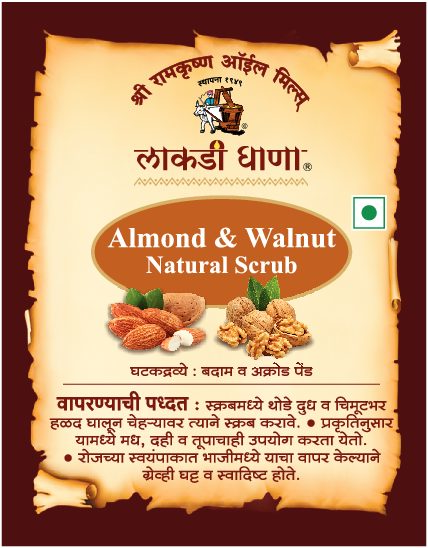 श्री रामकृष्ण ऑईल मिल्स्
स्थापना १९४९
लाकडी घाणा®
Almond & Walnut
Natural Scrub
घटकद्रव्ये : बदाम व अक्रोड पेंड
वापरण्याची पध्दत : स्क्रबमध्ये थोडे दुध व चिमूटभर
हळद घालून चेहऱ्यावर त्याने स्क्रब करावे. ● प्रकृतिनुसार
यामध्ये मध, दही व तूपाचाही उपयोग करता येतो.
● रोजच्या स्वयंपाकात भाजीमध्ये याचा वापर केल्याने
ग्रेव्ही घट्ट व स्वादिष्ट होते.